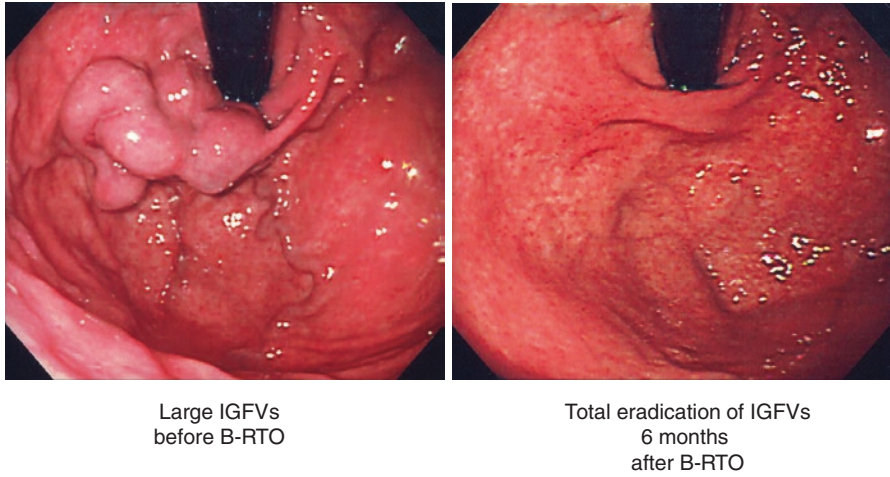 Large IGFVs
before B-RTO
Total eradication of IGFVs
6 months
after B-RTO